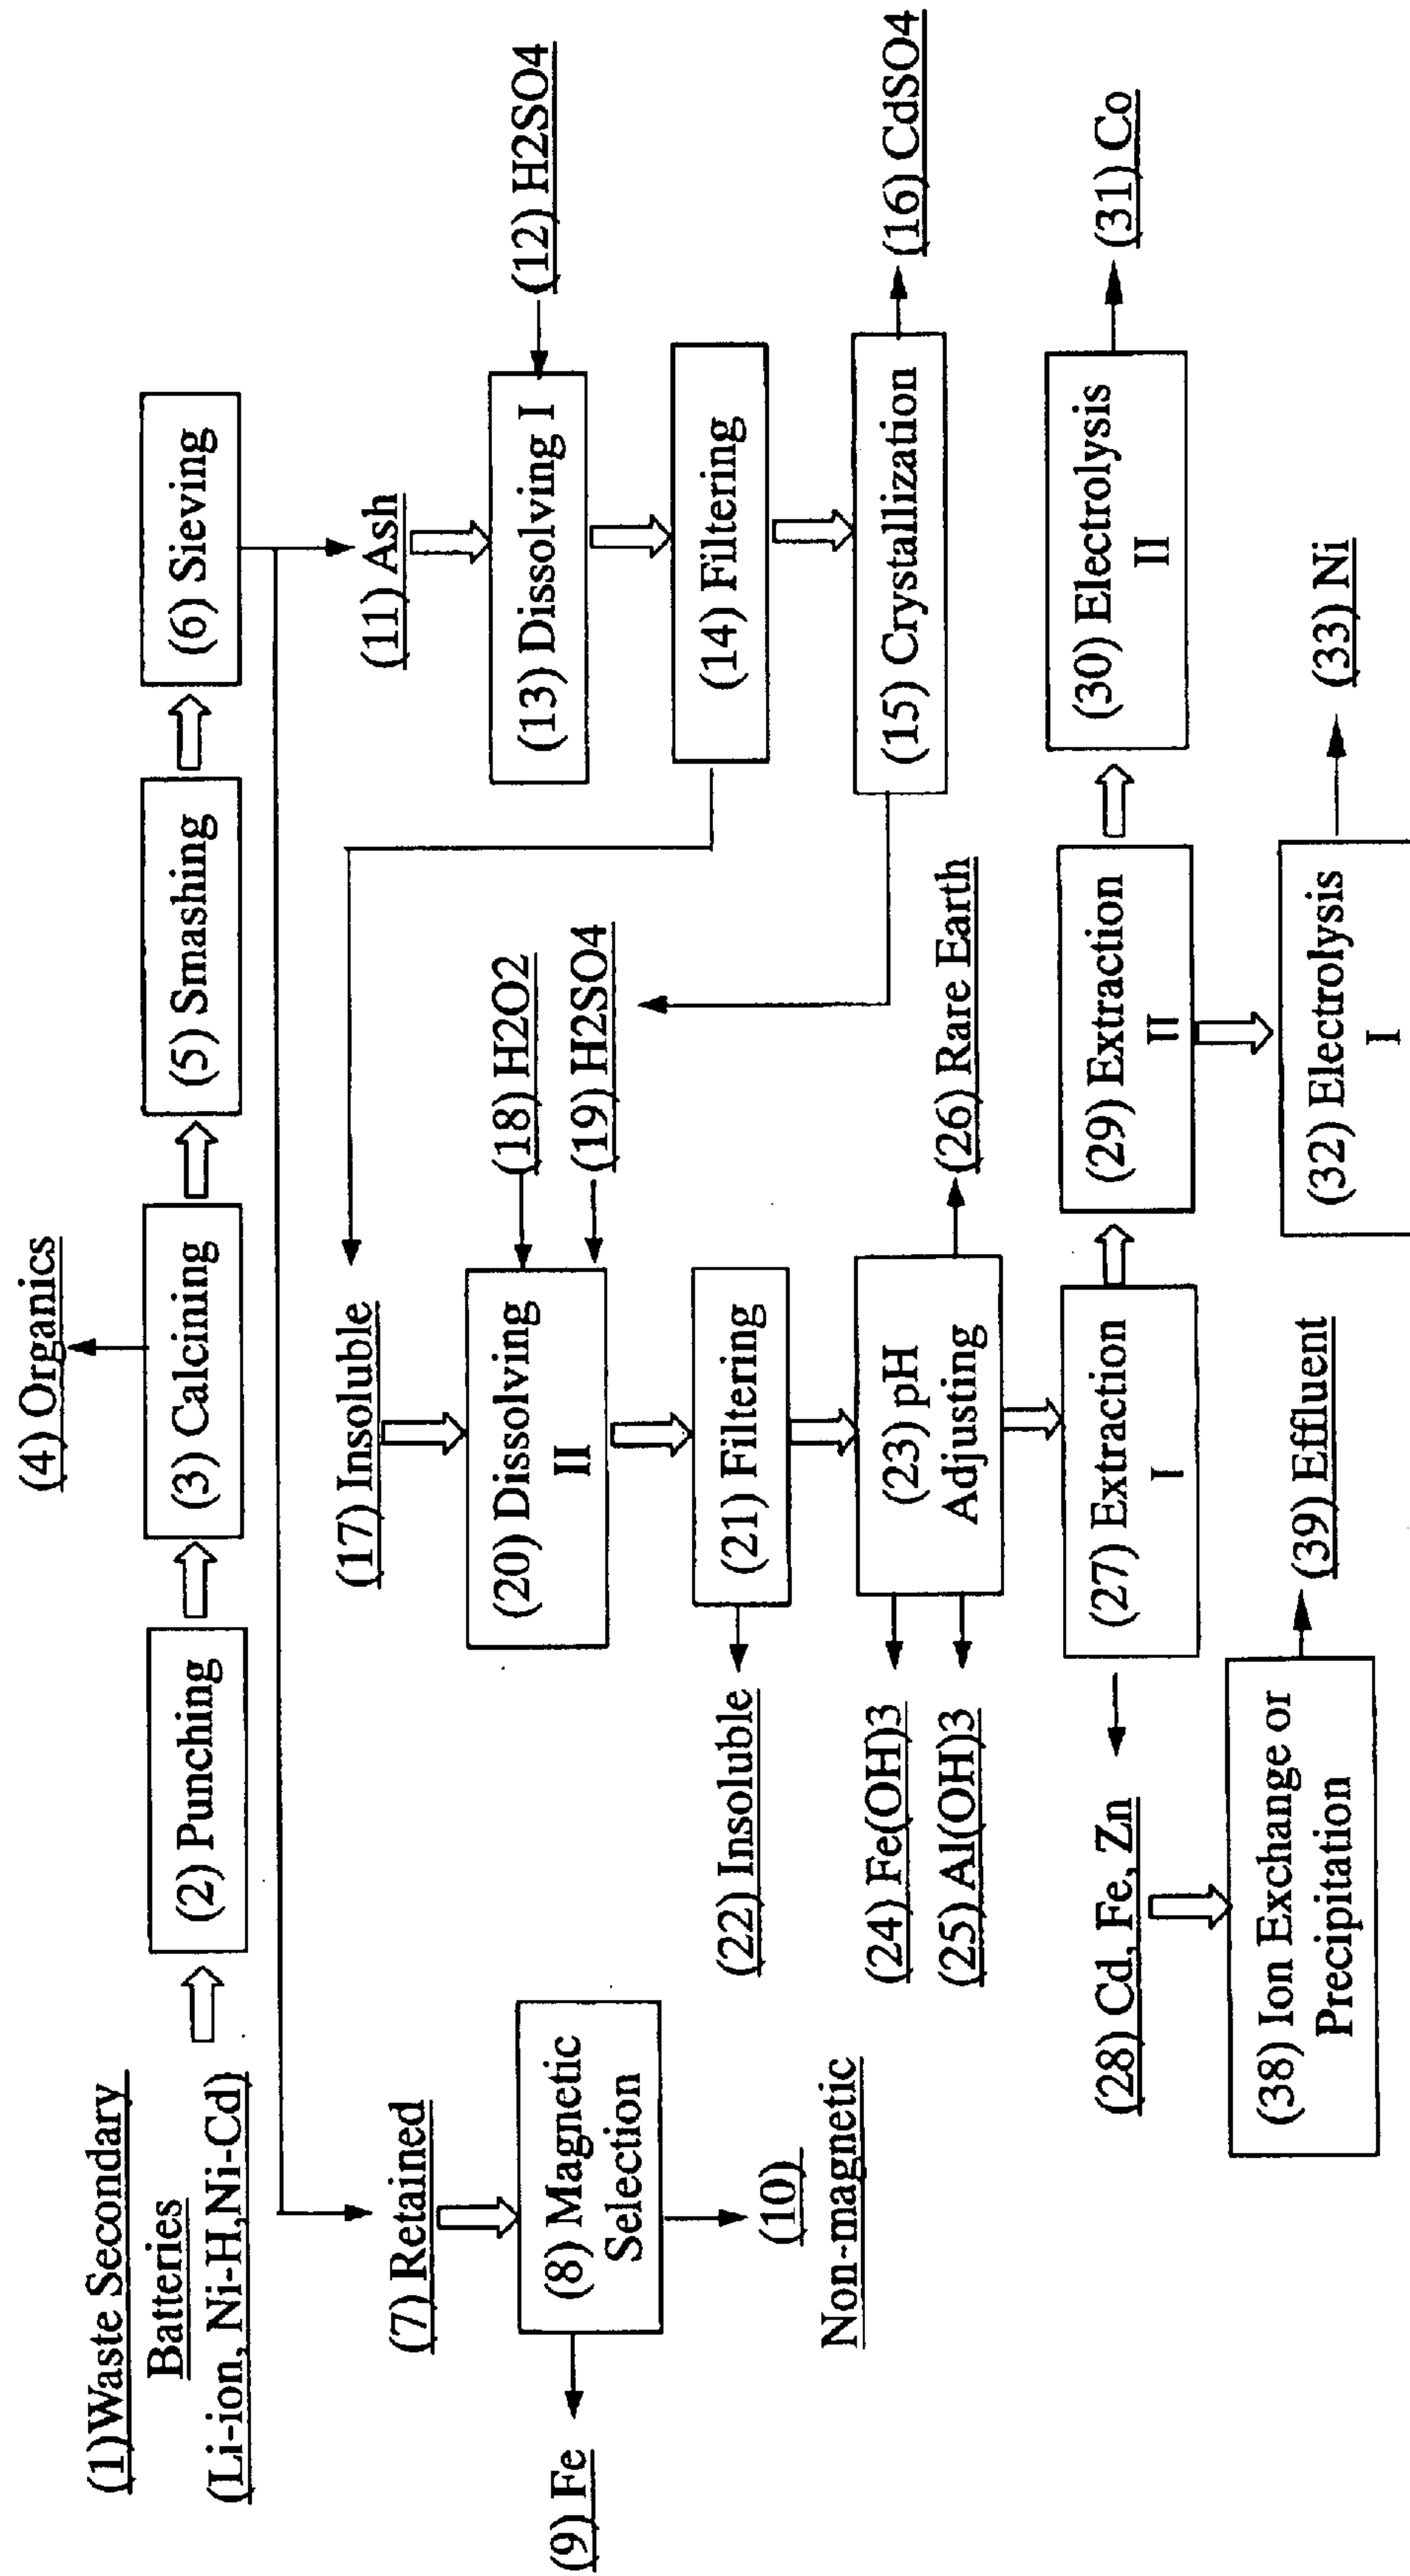 (1)Waste Secondary
Batteries
(Li-ion, Ni-H,Ni-Cd)
(2) Punching
(3) Calcining
(4) Organics
(5) Smashing
(6) Sieving
(7) Retained
(8) Magnetic
Selection
(9) Fe
(10)
Non-magnetic
(11) Ash
(12) H2SO4
(13) Dissolving I
(14) Filtering
(15) Crystallization
(16) CdSO4
(17) Insoluble
(18) H2O2
(19) H2SO4
(20) Dissolving
II
(21) Filtering
(22) Insoluble
(23) pH
Adjusting
(24) Fe(OH)3
(25) Al(OH)3
(26) Rare Earth
(27) Extraction
I
(28) Cd, Fe, Zn
(38) Ion Exchange or
Precipitation
(39) Effluent
(29) Extraction
II
(30) Electrolysis
II
(31) Co
(32) Electrolysis
I
(33) Ni